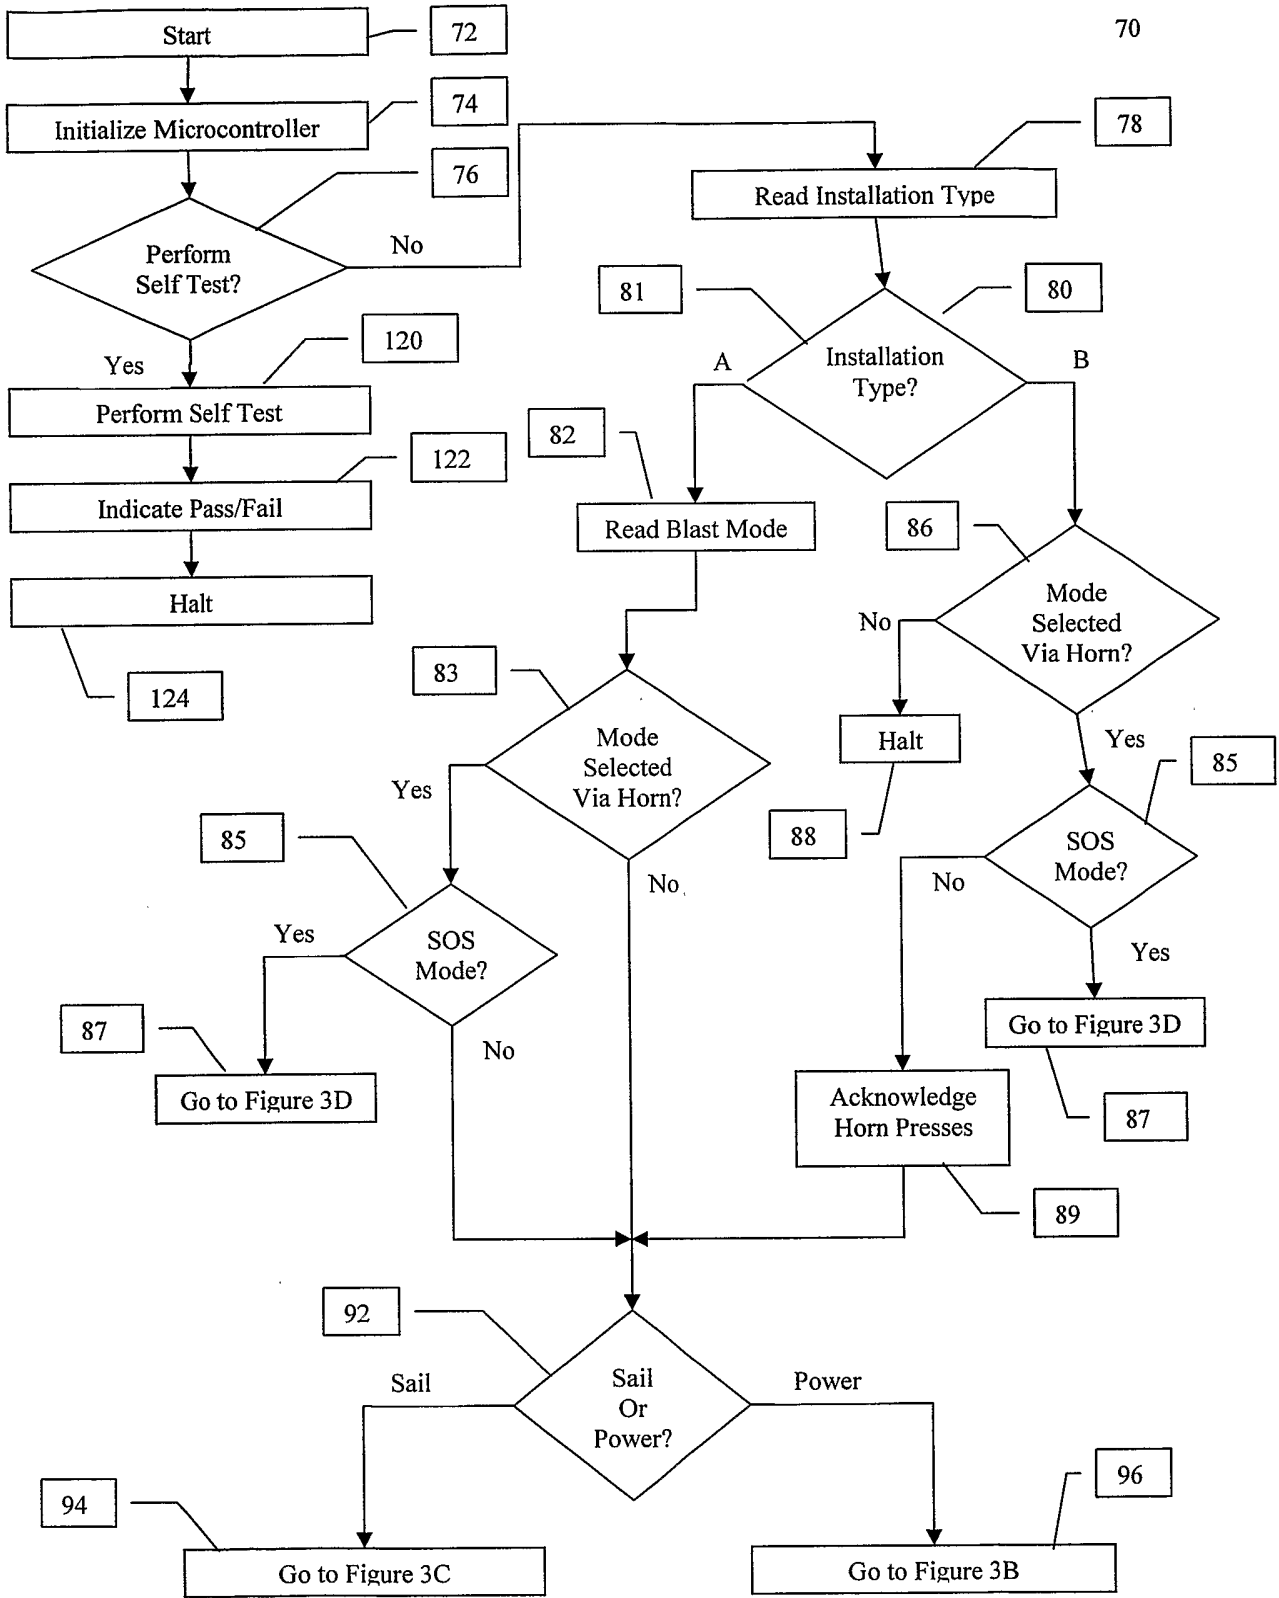 70
Start
72
Initialize Microcontroller
74
76
Perform
Self Test?
No
Yes
120
Perform Self Test
122
Indicate Pass/Fail
Halt
124
78
Read Installation Type
81
80
Installation
Type?
A
B
82
Read Blast Mode
83
Mode
Selected
Via Horn?
Yes
No
85
SOS
Mode?
Yes
No
87
Go to Figure 3D
86
Mode
Selected
Via Horn?
No
Yes
Halt
88
85
SOS
Mode?
No
Yes
Go to Figure 3D
87
Acknowledge
Horn Presses
89
92
Sail
Or
Power?
Sail
Power
94
Go to Figure 3C
96
Go to Figure 3B